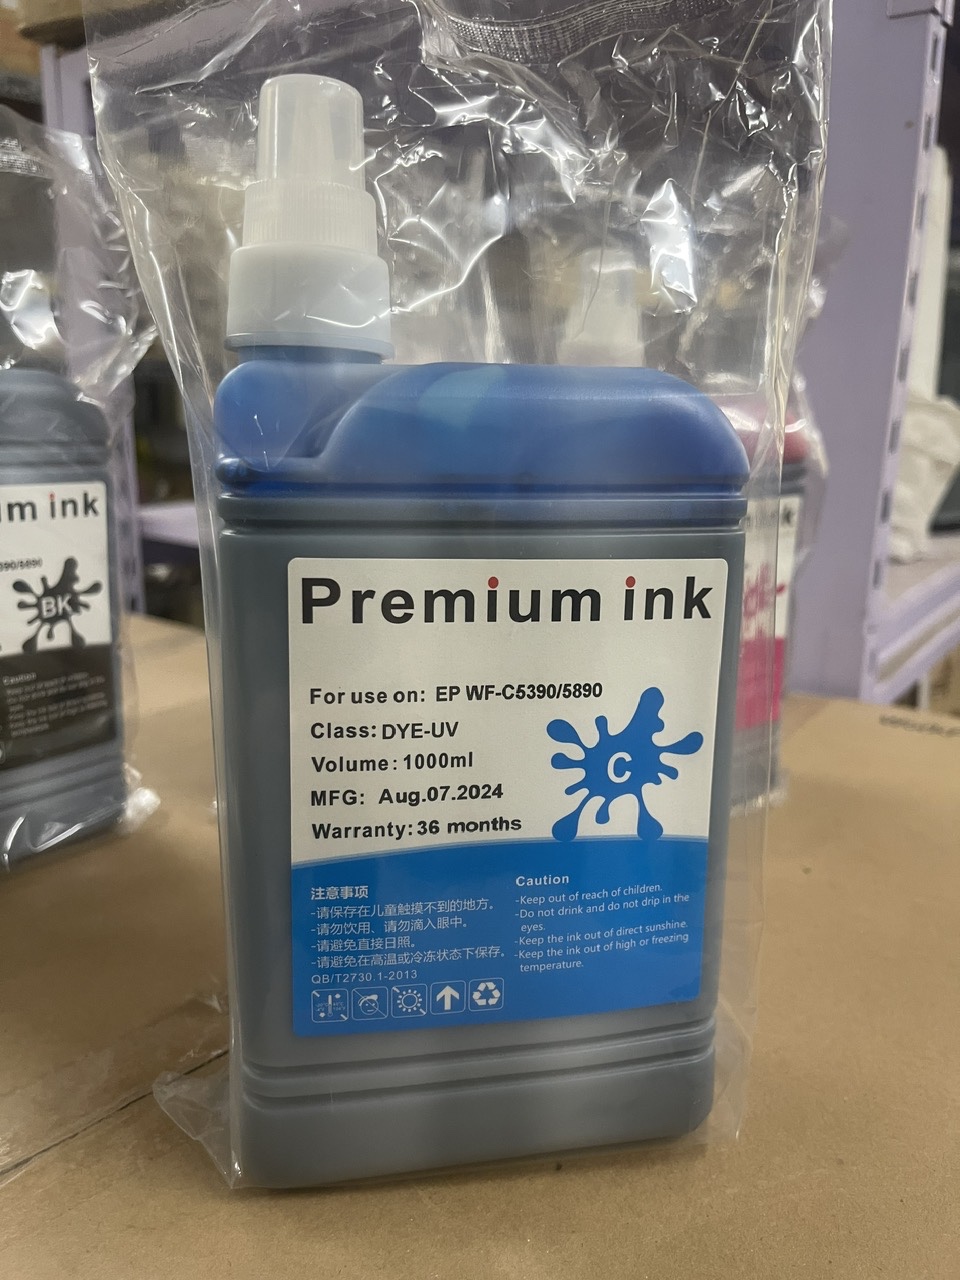 Premium ink
For use on: EP WF-C5390/5890
Class: DYE-UV
Volume: 1000ml
MFG: Aug.07.2024
Warranty: 36 months
C
注意事项
-请保存在儿童触摸不到的地方。
-请勿饮用、请勿滴入眼中。
-请避免直接日照。
-请避免在高温或冷冻状态下保存。
QB/T2730.1-2013
Caution
-Keep out of reach of children.
-Do not drink and do not drip in the
eyes.
-Keep the ink out of direct sunshine.
-Keep the ink out of high or freezing
temperature.
um ink
5390/5890
BK
Caution
m ink